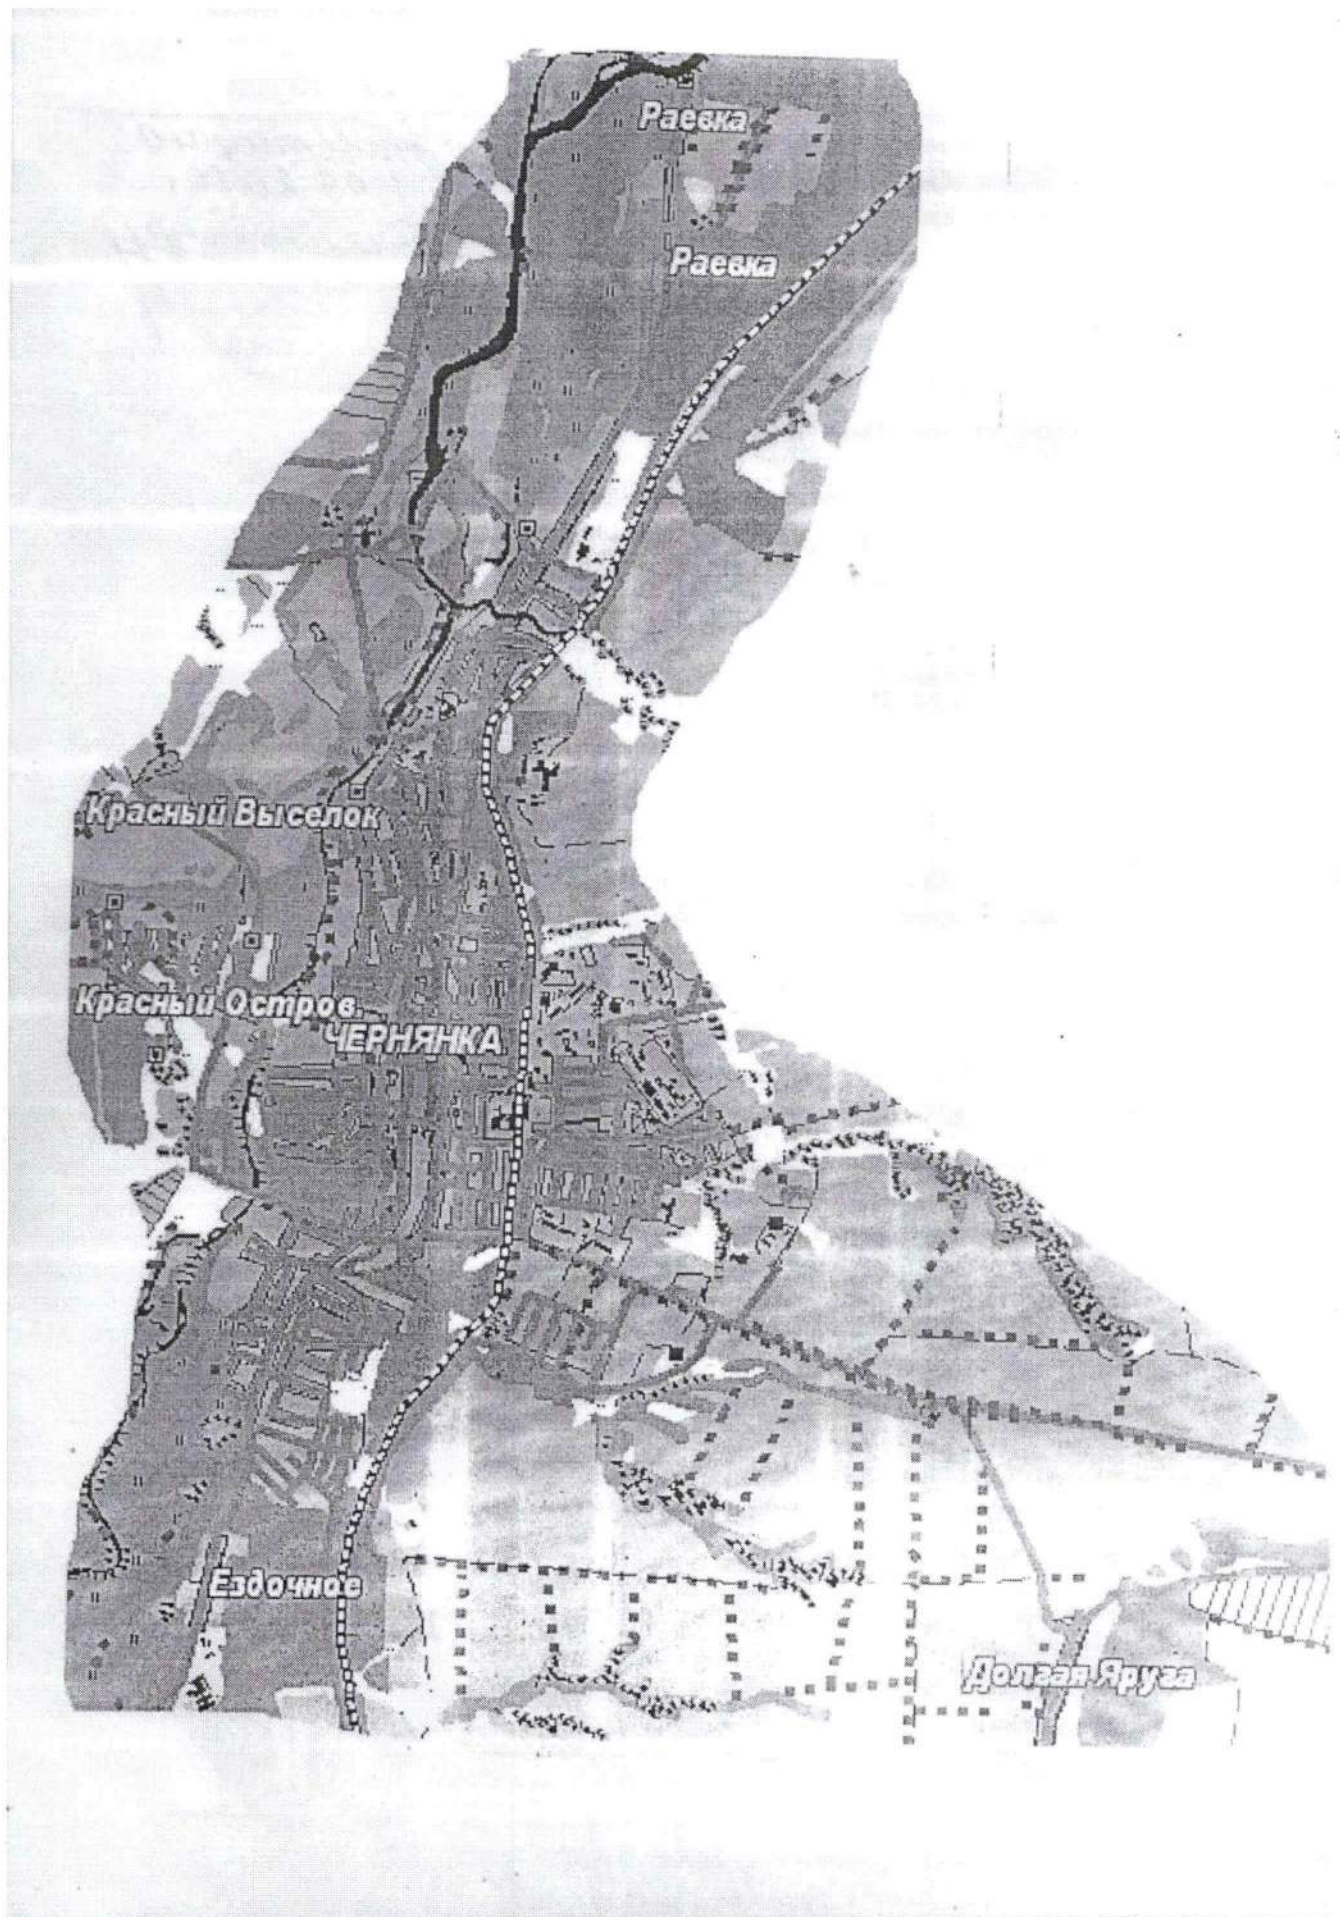 Раевка
Раевка
Красный Выселок
Красный Остров
ЧЕРНЯНКА
Ездочное
Долгая Яруга